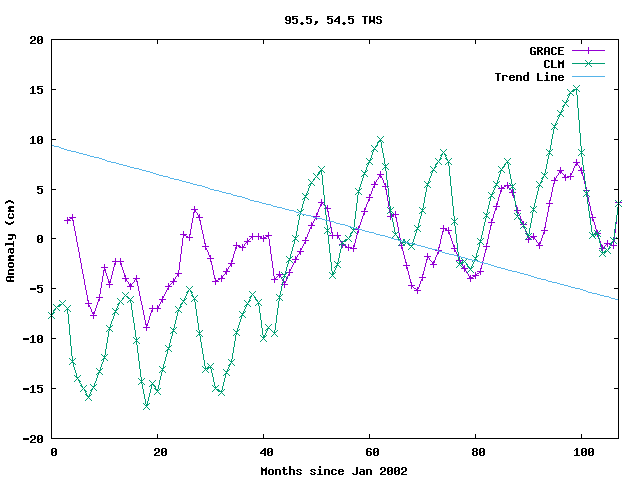 95.5, 54.5 TWS
GRACE
CLM
Trend Line
20
15
10
5
0
-5
-10
-15
-20
Anomaly (cm)
0 20 40 60 80 100
Months since Jan 2002